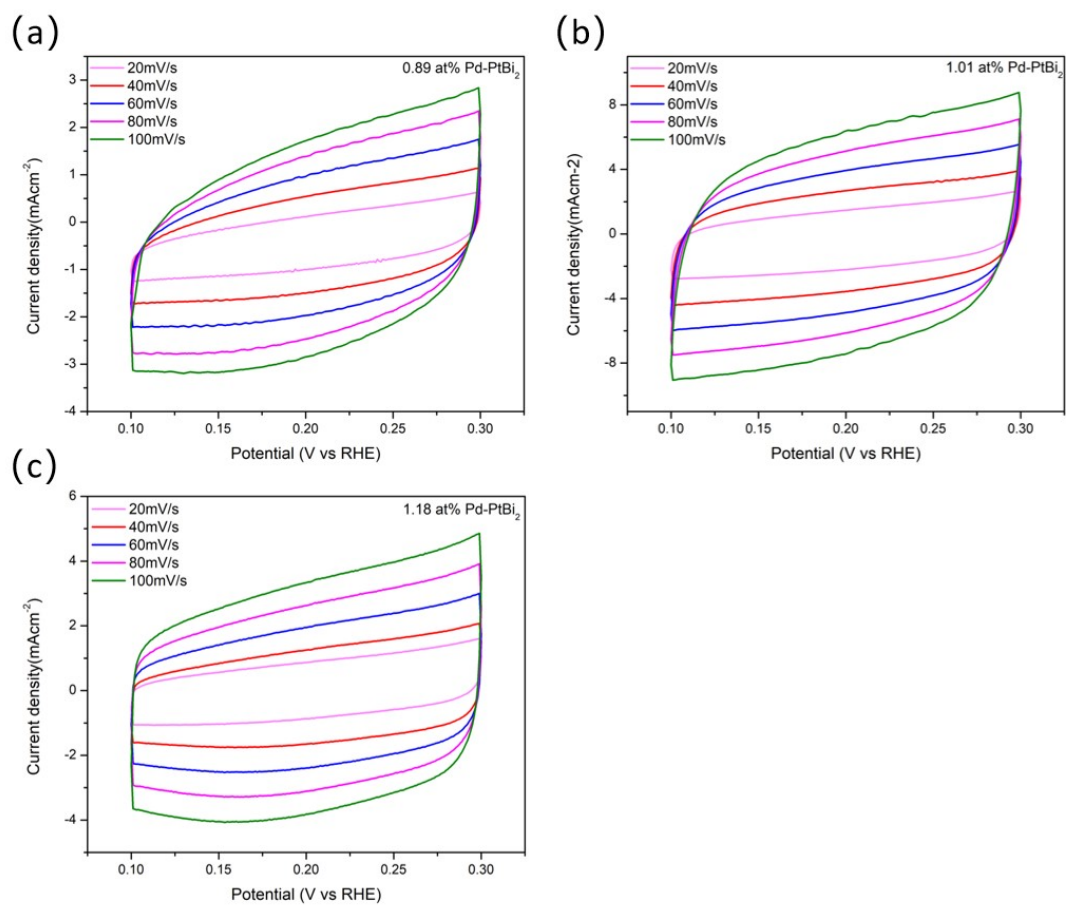 (a)
20mV/s
40mV/s
60mV/s
80mV/s
100mV/s
0.89 at% Pd-PtBi₂
3
2
1
0
-1
-2
-3
-4
Current density(mAcm⁻²)
0.10 0.15 0.20 0.25 0.30
Potential (V vs RHE)
(b)
20mV/s
40mV/s
60mV/s
80mV/s
100mV/s
1.01 at% Pd-PtBi₂
8
4
0
-4
-8
Current density(mAcm-2)
0.10 0.15 0.20 0.25 0.30
Potential (V vs RHE)
(c)
20mV/s
40mV/s
60mV/s
80mV/s
100mV/s
1.18 at% Pd-PtBi₂
6
4
2
0
-2
-4
Current density(mAcm⁻²)
0.10 0.15 0.20 0.25 0.30
Potential (V vs RHE)